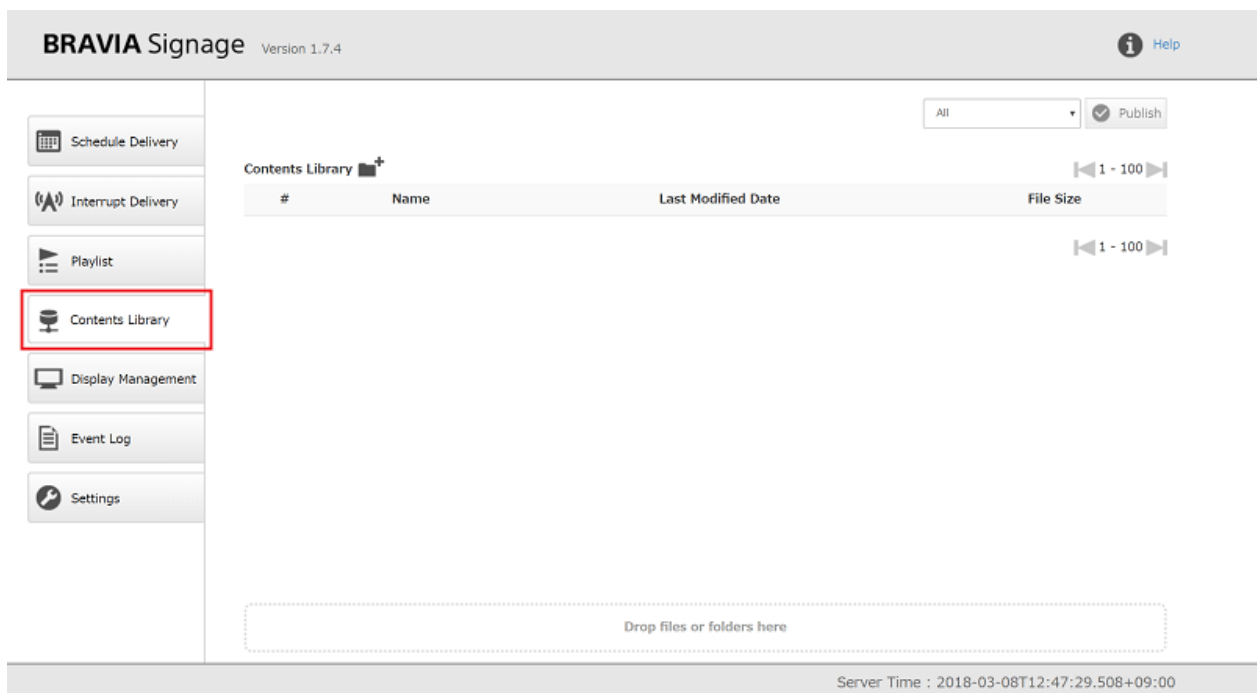 BRAVIA Signage Version 1.7.4
Help
All
Publish
Schedule Delivery
Interrupt Delivery
Playlist
Contents Library
Display Management
Event Log
Settings
Contents Library
1 - 100
# Name Last Modified Date File Size
1 - 100
Drop files or folders here
Server Time : 2018-03-08T12:47:29.508+09:00